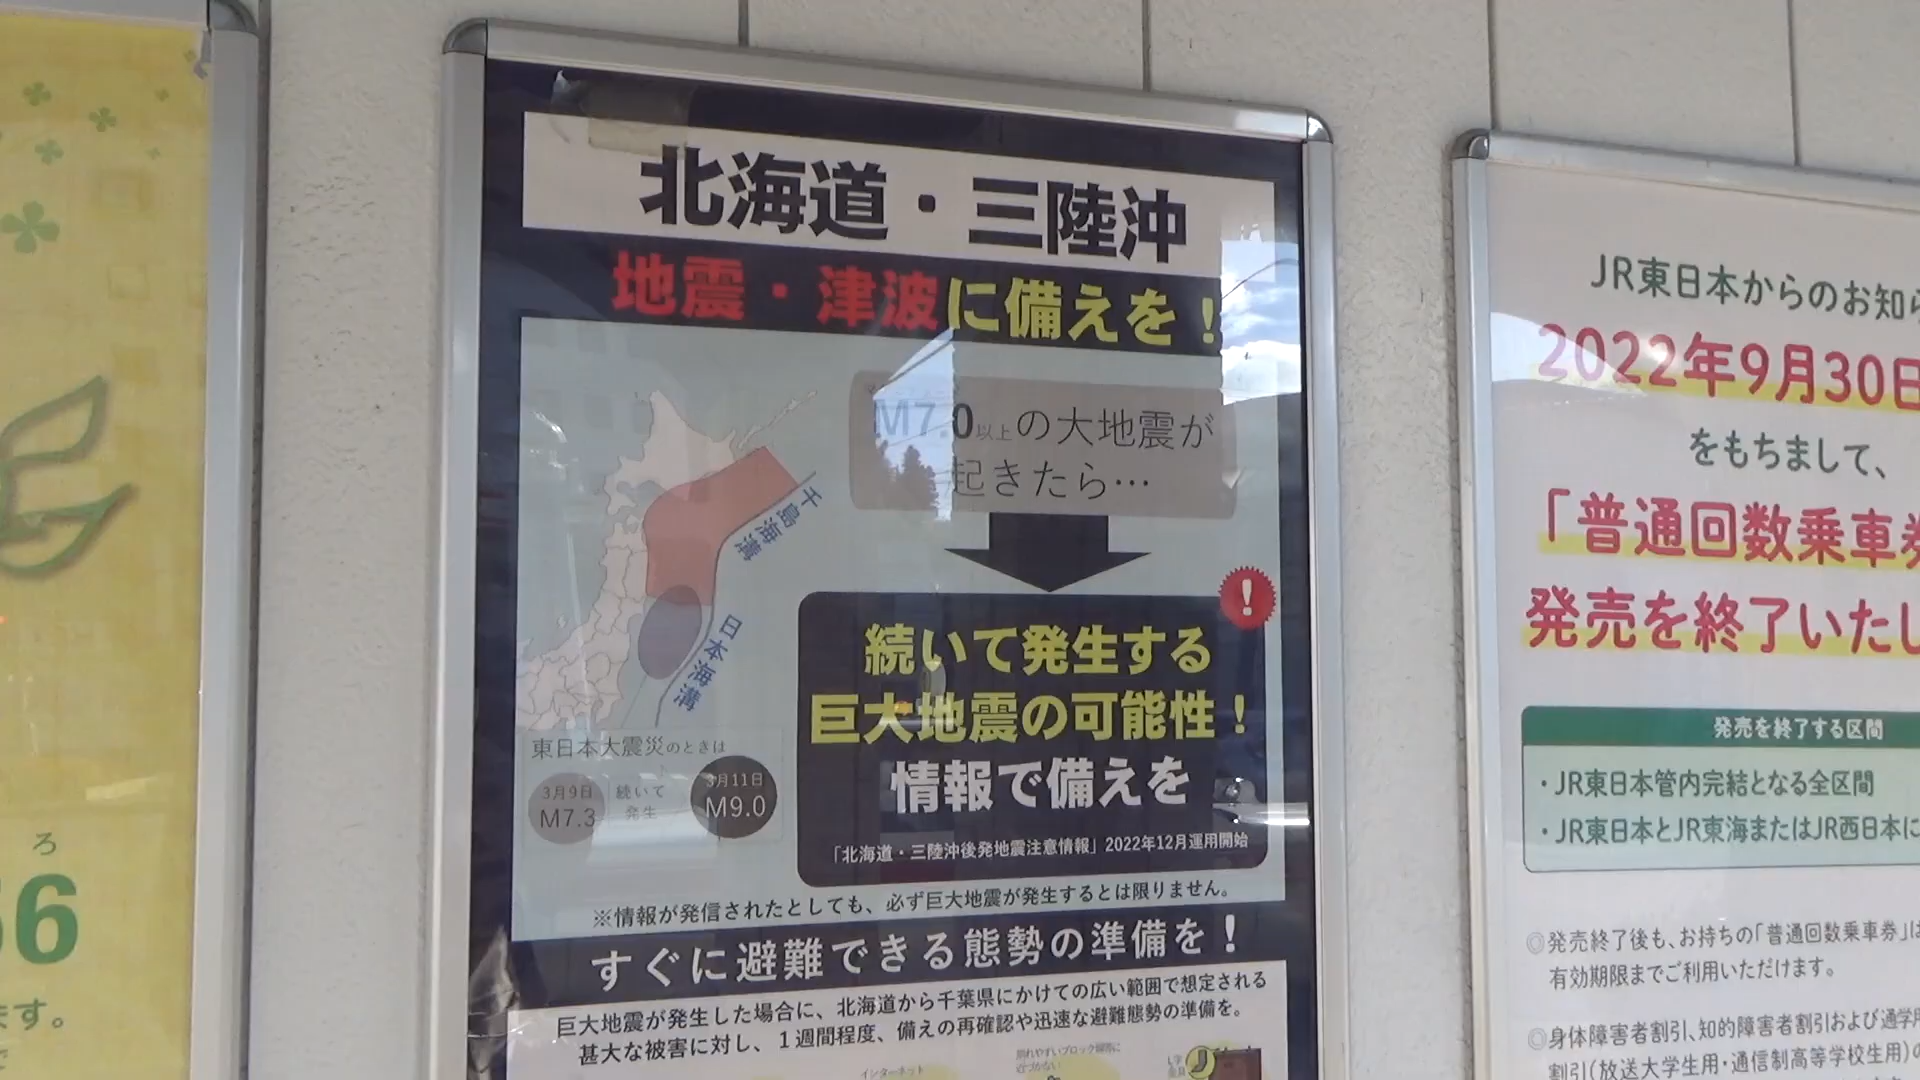 ろ
56
ます。
北海道・三陸沖
地震・津波に備えを！
M7.0以上の大地震が
起きたら…
千島海溝
日本海溝
続いて発生する
巨大地震の可能性！
情報で備えを
「北海道・三陸沖後発地震注意情報」2022年12月運用開始
東日本大震災のときは
3月9日
M7.3
続いて
発生
3月11日
M9.0
※情報が発信されたとしても、必ず巨大地震が発生するとは限りません。
すぐに避難できる態勢の準備を！
巨大地震が発生した場合に、北海道から千葉県にかけての広い範囲で想定される
甚大な被害に対し、１週間程度、備えの再確認や迅速な避難態勢の準備を。
インターネット
近づかない
JR東日本からのお知ら
2022年9月30日
をもちまして、
「普通回数乗車券
発売を終了いたし
発売を終了する区間
・JR東日本管内完結となる全区間
・JR東日本とJR東海またはJR西日本に
◎発売終了後も、お持ちの「普通回数乗車券」は
有効期限までご利用いただけます。
◎身体障害者割引、知的障害者割引および通学用
割引（放送大学生用・通信制高等学校生用）の